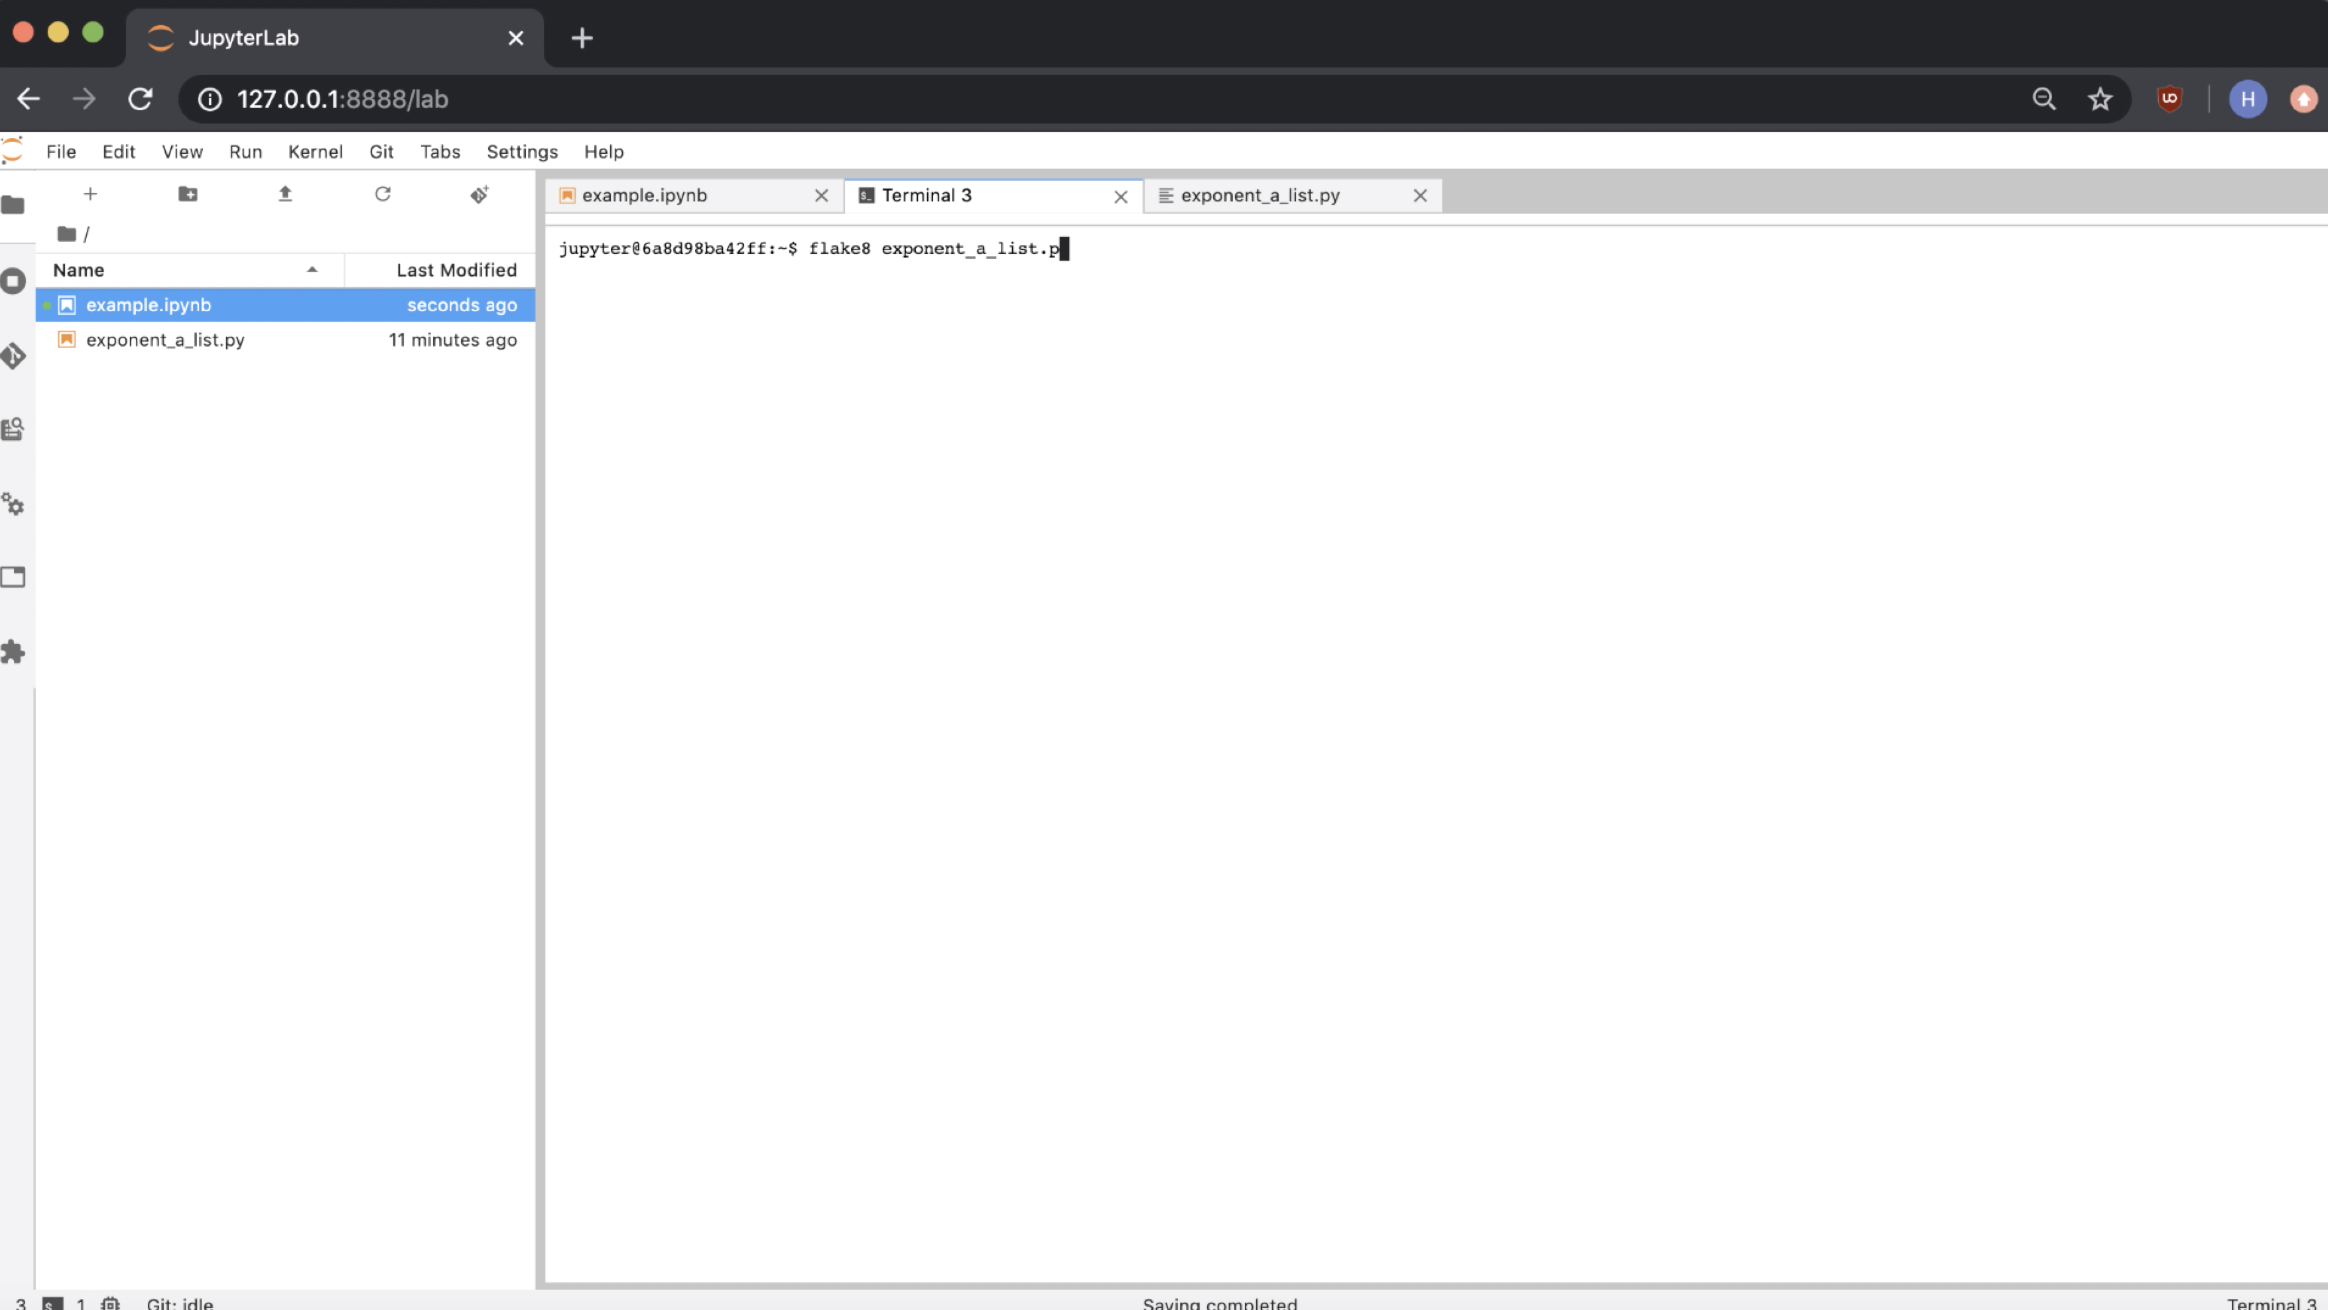 JupyterLab
127.0.0.1:8888/lab
H
File Edit View Run Kernel Git Tabs Settings Help
example.ipynb Terminal 3 exponent_a_list.py
/
jupyter@6a8d98ba42ff:~$ flake8 exponent_a_list.p
Name Last Modified
example.ipynb seconds ago
exponent_a_list.py 11 minutes ago
3 1 Git: idle Saving completed Terminal 3